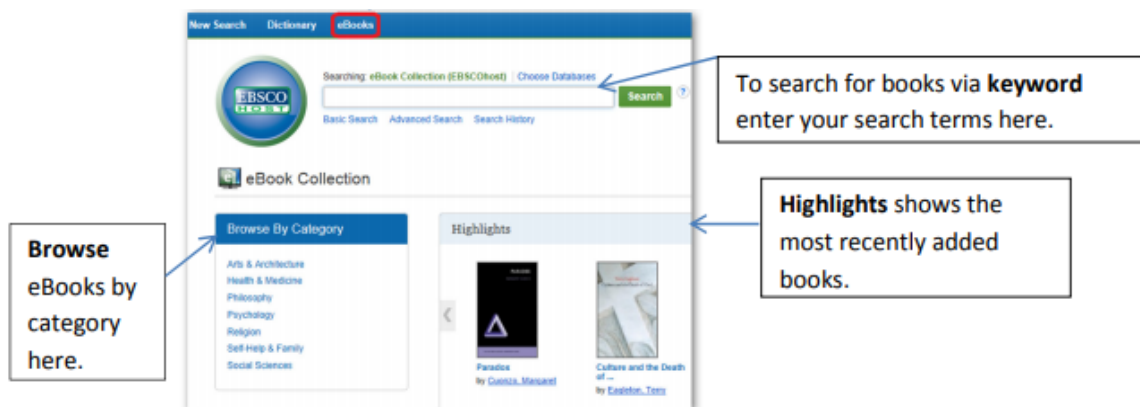 New Search Dictionary eBooks
Searching: eBook Collection (EBSCOhost) Choose Databases
EBSCO
HOST
Search ?
Basic Search Advanced Search Search History
To search for books via keyword
enter your search terms here.
eBook Collection
Browse
eBooks by
category
here.
Browse By Category
Arts & Architecture
Health & Medicine
Philosophy
Psychology
Religion
Self-Help & Family
Social Sciences
Highlights
Paradox
by Cuonzo, Margaret
Culture and the Death
of ...
by Eagleton, Terry
Highlights shows the
most recently added
books.